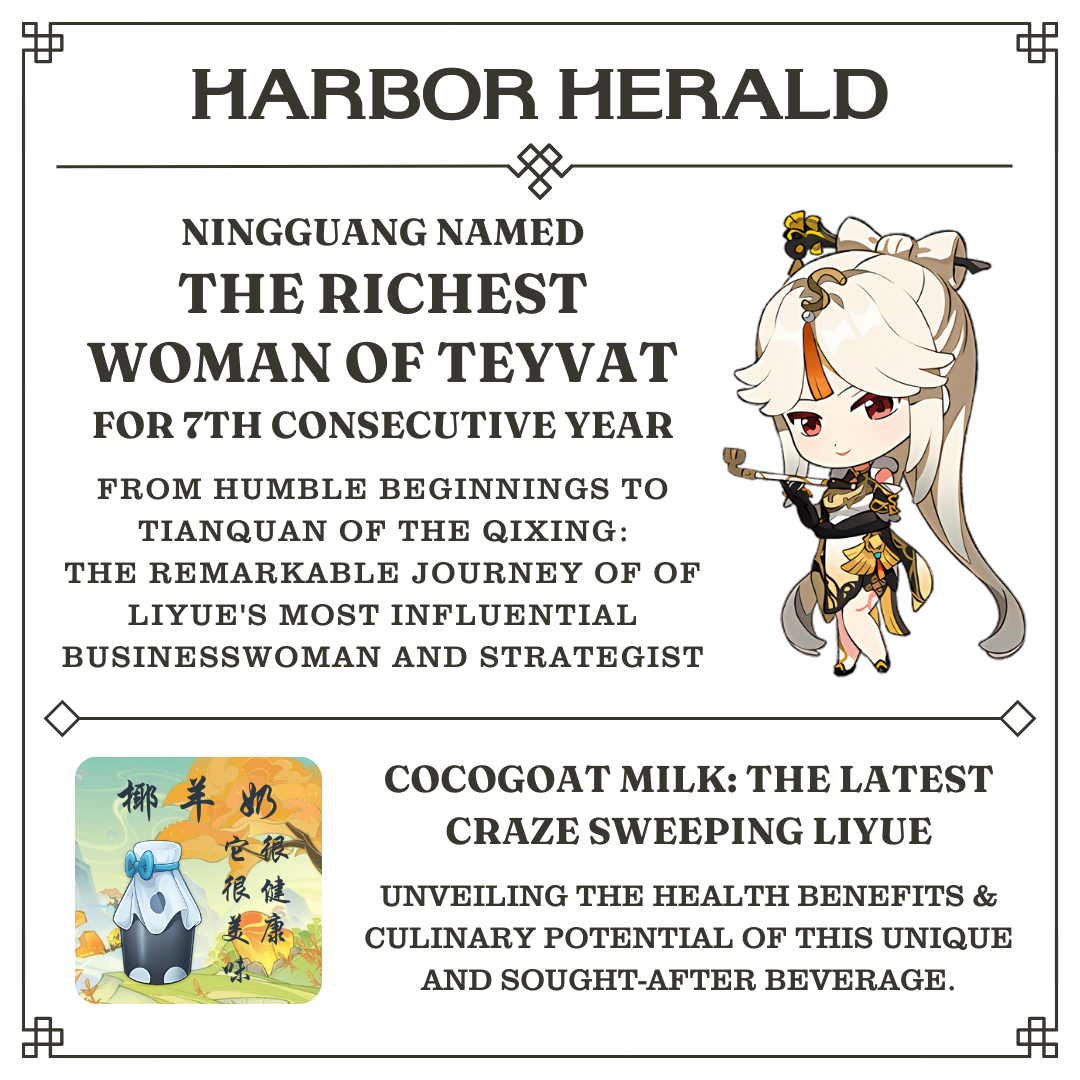 HARBOR HERALD
NINGGUANG NAMED
THE RICHEST
WOMAN OF TEYVAT
FOR 7TH CONSECUTIVE YEAR
FROM HUMBLE BEGINNINGS TO
TIANQUAN OF THE QIXING:
THE REMARKABLE JOURNEY OF OF
LIYUE'S MOST INFLUENTIAL
BUSINESSWOMAN AND STRATEGIST
椰羊奶
很健康
它很美味
COCOGOAT MILK: THE LATEST
CRAZE SWEEPING LIYUE
UNVEILING THE HEALTH BENEFITS &
CULINARY POTENTIAL OF THIS UNIQUE
AND SOUGHT-AFTER BEVERAGE.